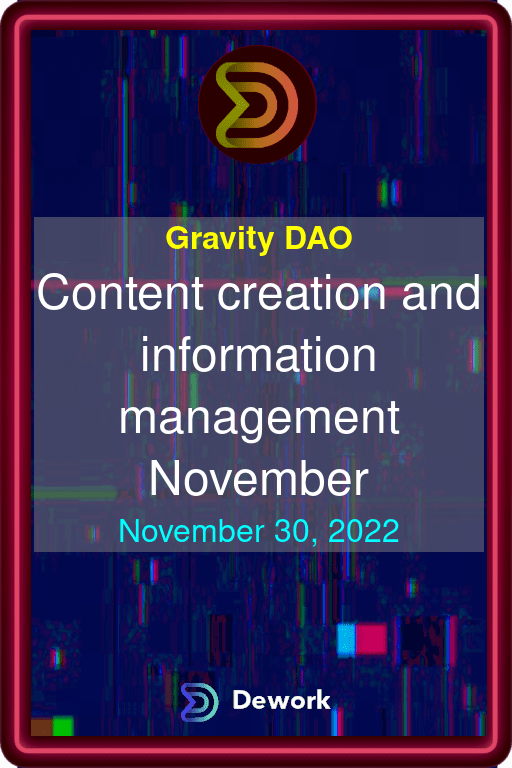 Gravity DAO
Content creation and
information
management
November
November 30, 2022
Dework